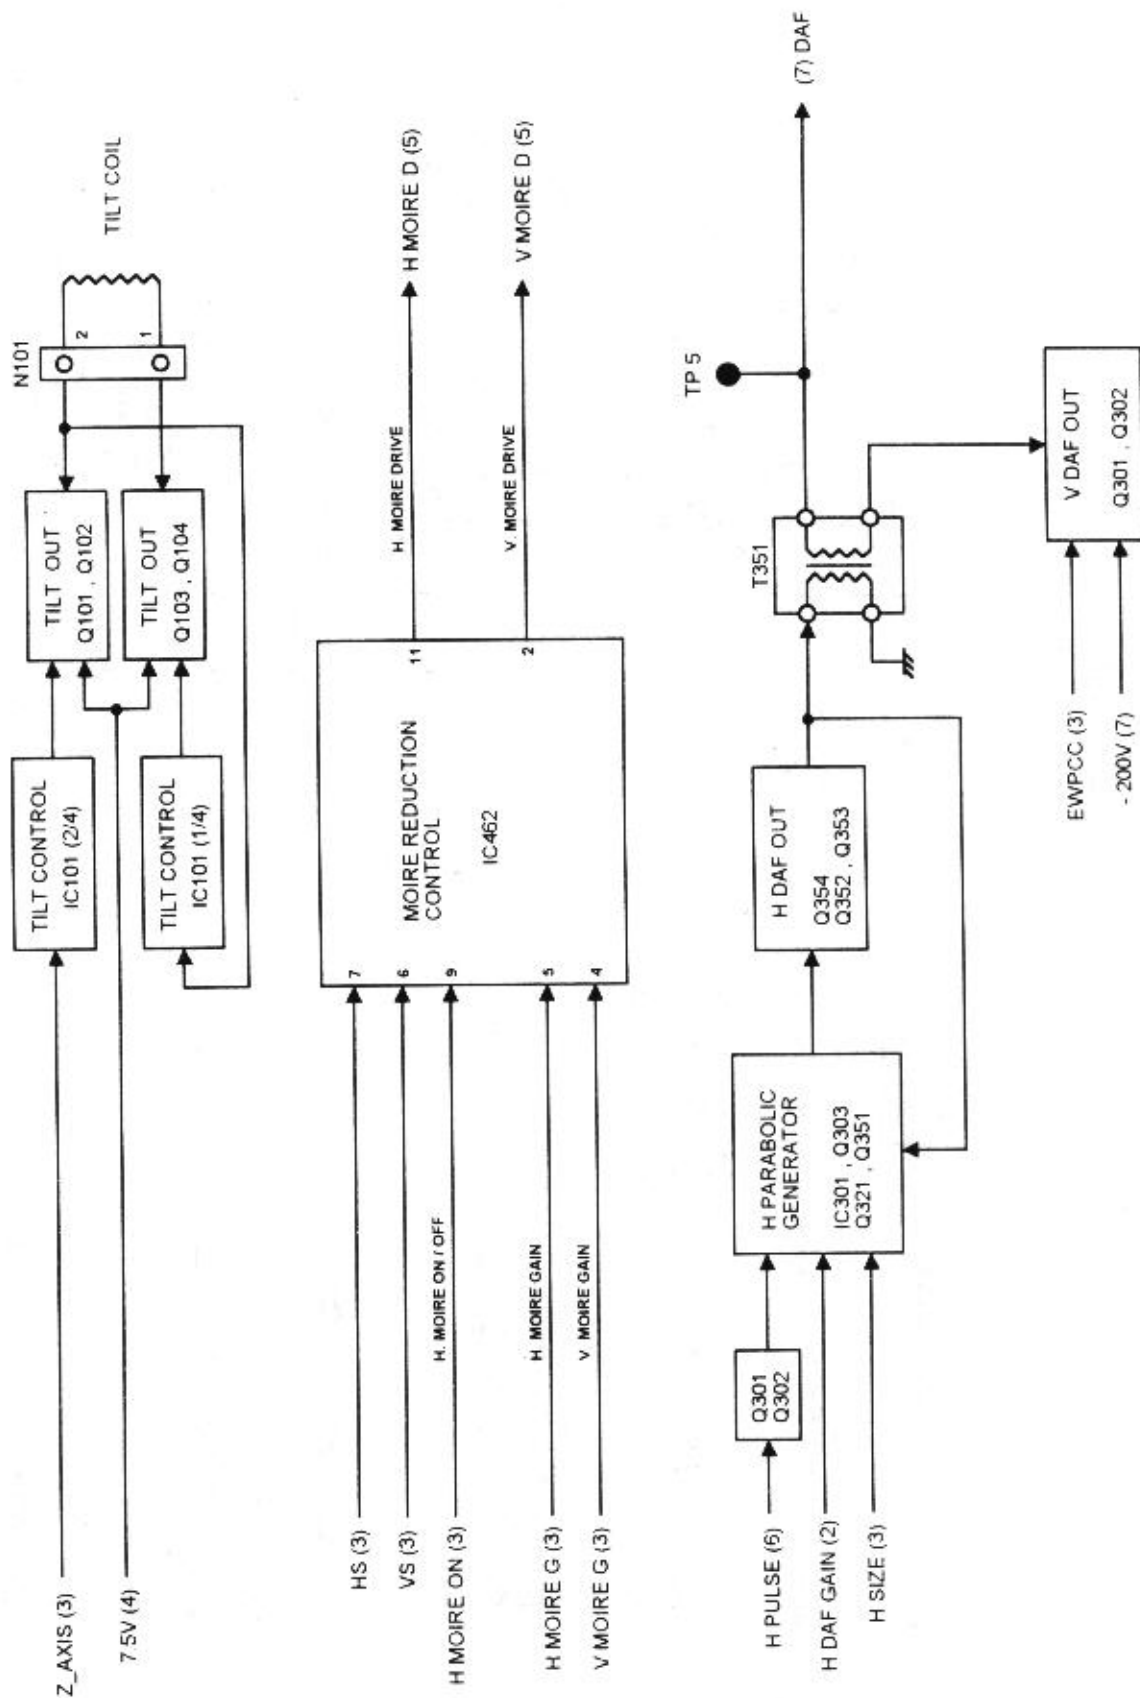 Z_AXIS (3)
7.5V (4)
TILT CONTROL
IC101 (2/4)
TILT CONTROL
IC101 (1/4)
TILT OUT
Q101 , Q102
TILT OUT
Q103 , Q104
N101
2
1
TILT COIL
HS (3)
VS (3)
H MOIRE ON (3)
H MOIRE G (3)
V MOIRE G (3)
H. MOIRE ON / OFF
H MOIRE GAIN
V MOIRE GAIN
7
6
9
5
4
MOIRE REDUCTION
CONTROL
IC462
11
2
H. MOIRE DRIVE
V. MOIRE DRIVE
H MOIRE D (5)
V MOIRE D (5)
H PULSE (6)
H DAF GAIN (2)
H SIZE (3)
Q301
Q302
H PARABOLIC
GENERATOR
IC301 , Q303
Q321 , Q351
H DAF OUT
Q354
Q352 , Q353
T351
TP 5
(7) DAF
EWPCC (3)
- 200V (7)
V DAF OUT
Q301 , Q302